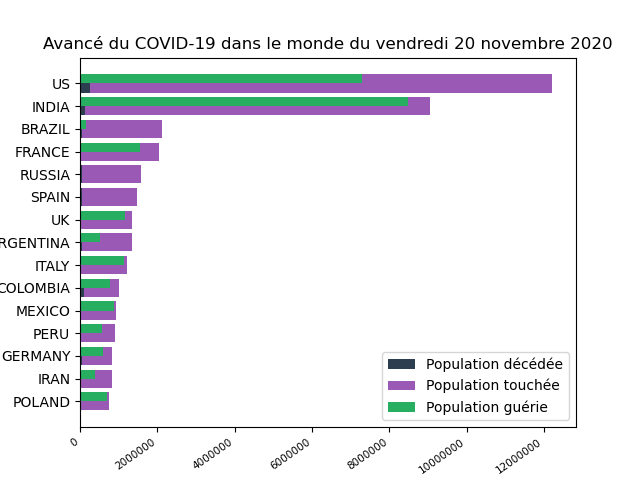 Avancé du COVID-19 dans le monde du vendredi 20 novembre 2020
US
INDIA
BRAZIL
FRANCE
RUSSIA
SPAIN
UK
RGENTINA
ITALY
COLOMBIA
MEXICO
PERU
GERMANY
IRAN
POLAND
Population décédée
Population touchée
Population guérie
0 2000000 4000000 6000000 8000000 10000000 12000000